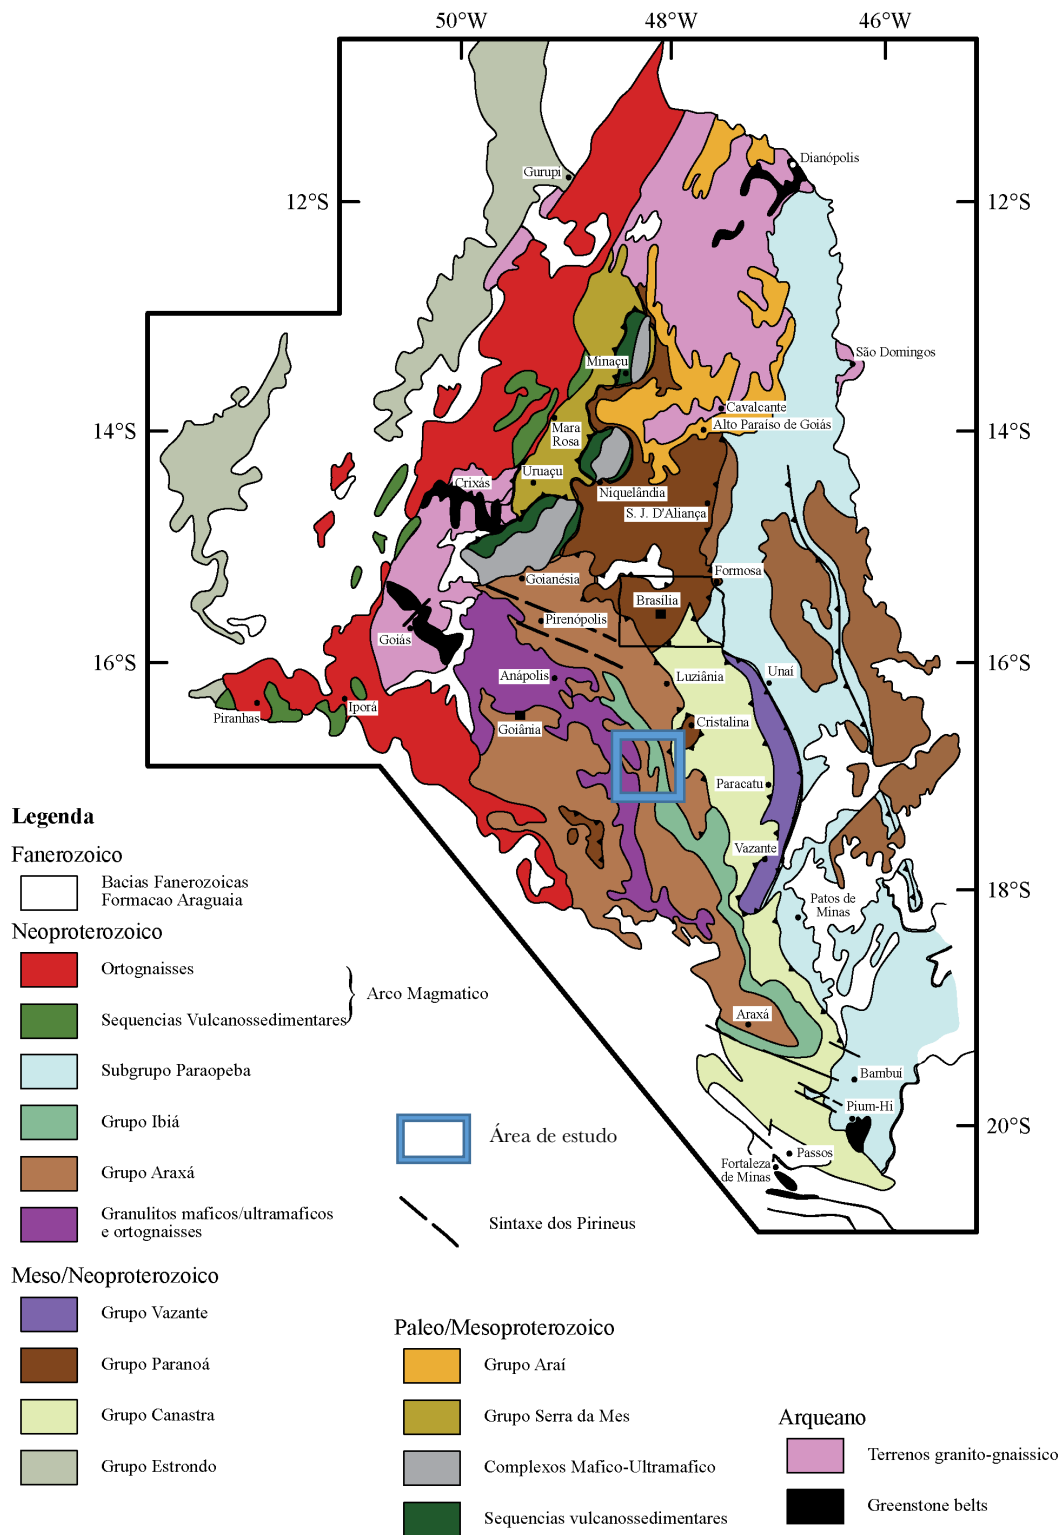 50°W
48°W
46°W
Dianópolis
Gurupi
12°S
12°S
São Domingos
Minaçu
Cavalcante
14°S
Mara
Rosa
Alto Paraíso de Goiás
14°S
Uruaçu
Crixás
Niquelândia
S. J. D'Aliança
Formosa
Goianésia
Brasília
Pirenópolis
Goiás
16°S
Anápolis
Luziânia
Unaí
16°S
Piranhas
Iporá
Goiânia
Cristalina
Paracatu
Vazante
18°S
Patos de
Minas
Araxá
Bambuí
Pium-Hi
20°S
Passos
Fortaleza
de Minas
Legenda
Fanerozoico
Bacias Fanerozoicas
Formacao Araguaia
Neoproterozoico
Ortognaisses
Sequencias Vulcanossedimentares
Arco Magmatico
Subgrupo Paraopeba
Grupo Ibiá
Grupo Araxá
Granulitos maficos/ultramaficos
e ortognaisses
Área de estudo
Sintaxe dos Pirineus
Meso/Neoproterozoico
Grupo Vazante
Grupo Paranoá
Grupo Canastra
Grupo Estrondo
Paleo/Mesoproterozoico
Grupo Araí
Grupo Serra da Mes
Complexos Mafico-Ultramafico
Sequencias vulcanossedimentares
Arqueano
Terrenos granito-gnaissico
Greenstone belts